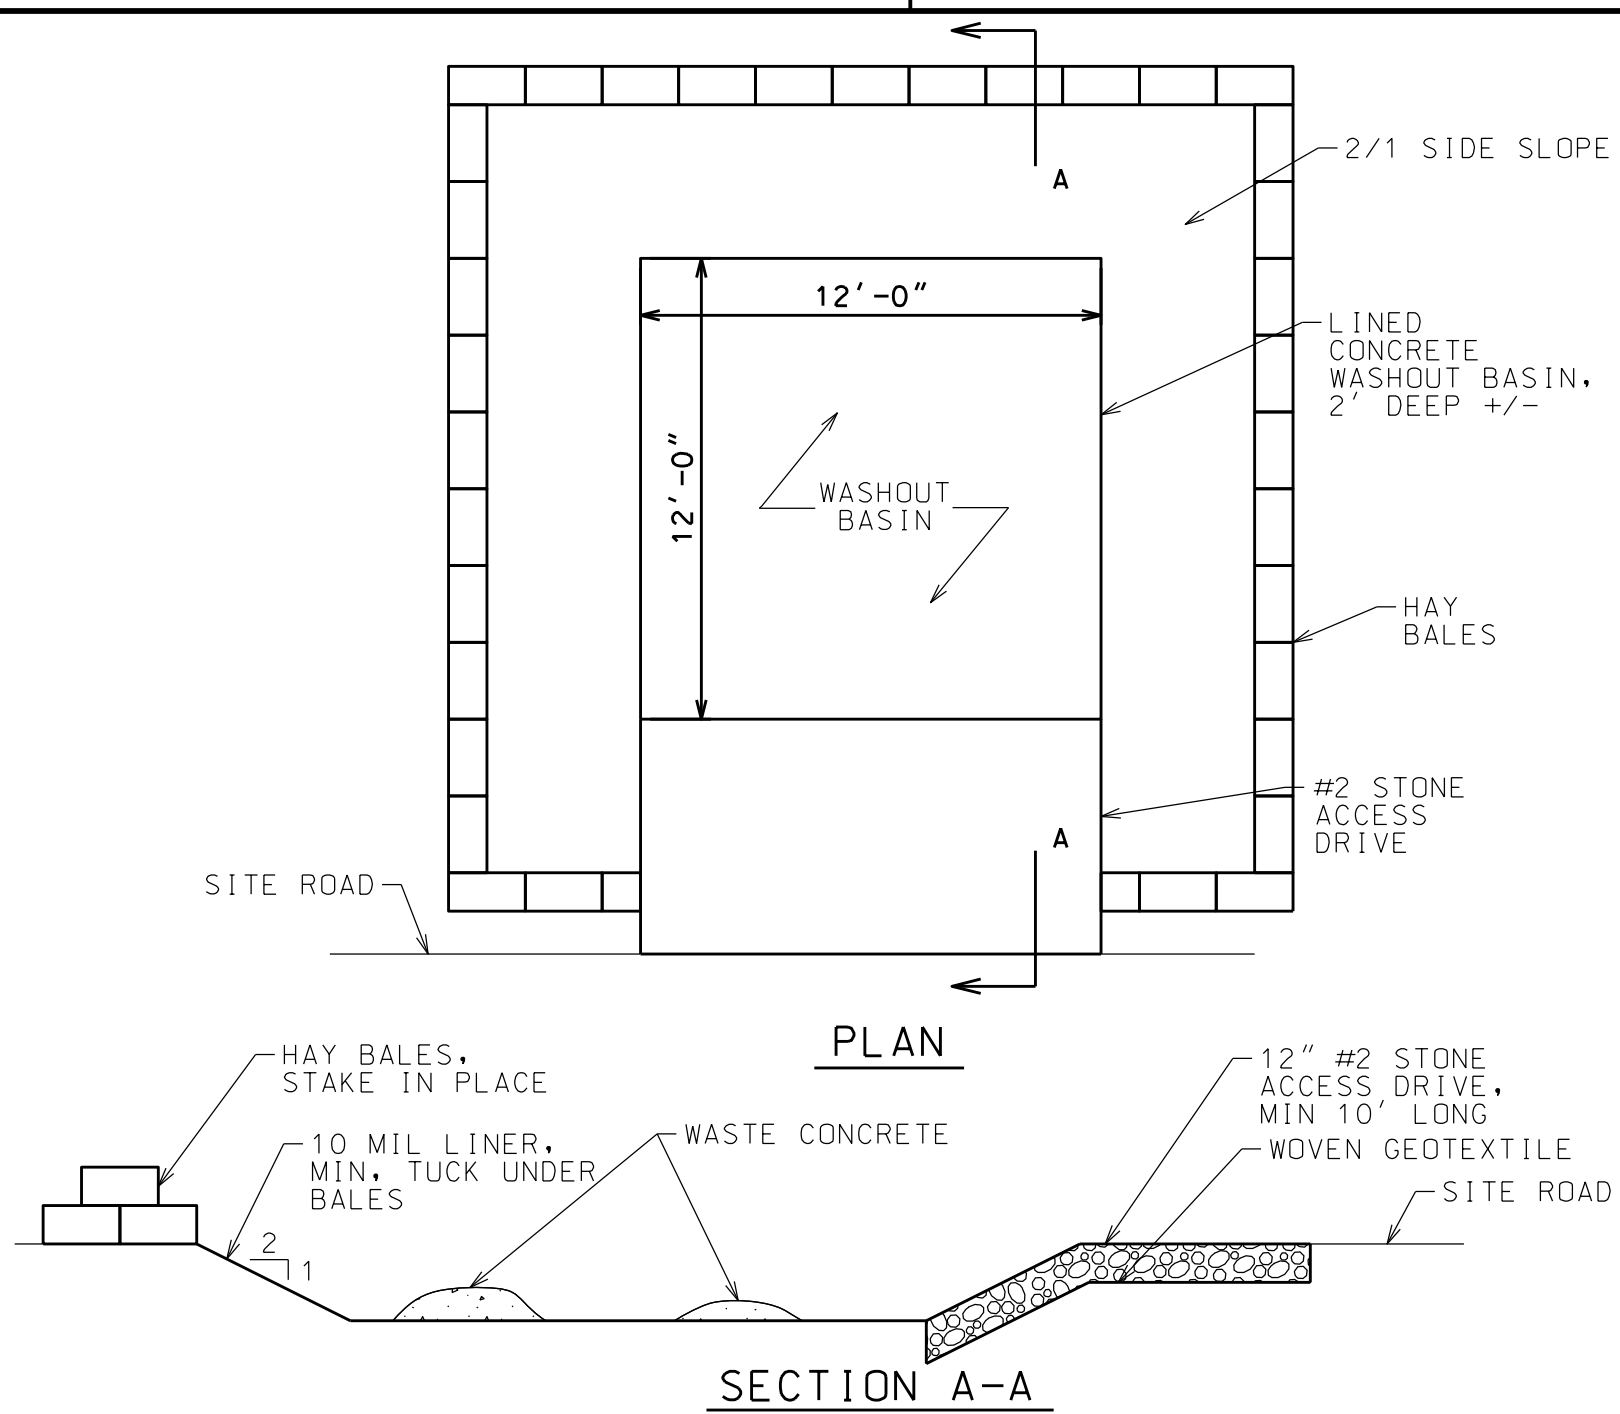 A
2/1 SIDE SLOPE
12'-0"
LINED
CONCRETE
WASHOUT BASIN,
2' DEEP +/-
12'-0"
WASHOUT
BASIN
HAY
BALES
#2 STONE
ACCESS
DRIVE
A
SITE ROAD
PLAN
HAY BALES,
STAKE IN PLACE
12" #2 STONE
ACCESS DRIVE,
MIN 10' LONG
10 MIL LINER,
MIN, TUCK UNDER
BALES
WASTE CONCRETE
WOVEN GEOTEXTILE
SITE ROAD
2
1
SECTION A-A